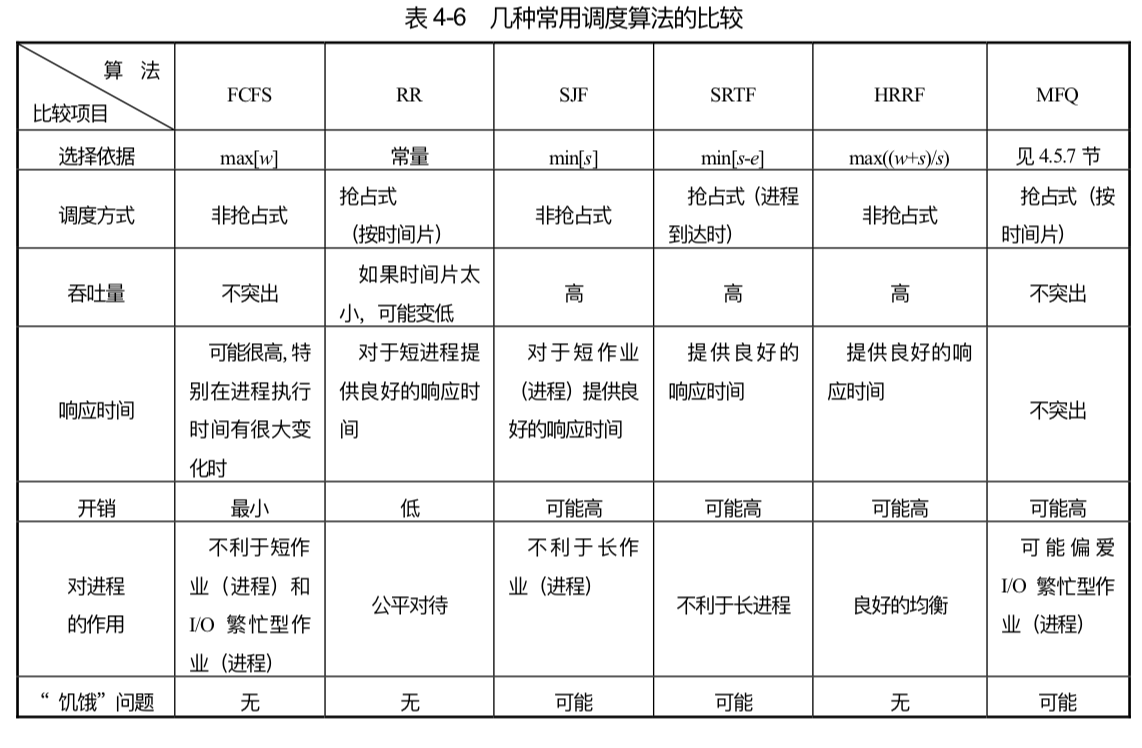 表 4-6 几种常用调度算法的比较
算 法
比较项目
FCFS
RR
SJF
SRTF
HRRF
MFQ
选择依据
max[w]
常量
min[s]
min[s-e]
max((w+s)/s)
见 4.5.7 节
调度方式
非抢占式
抢占式
（按时间片）
非抢占式
抢占式（进程
到达时）
非抢占式
抢占式（按
时间片）
吞吐量
不突出
如果时间片太
小，可能变低
高
高
高
不突出
响应时间
可能很高，特
别在进程执行
时间有很大变
化时
对于短进程提
供良好的响应时
间
对于短作业
（进程）提供良
好的响应时间
提供良好的
响应时间
提供良好的响
应时间
不突出
开销
最小
低
可能高
可能高
可能高
可能高
对进程
的作用
不利于短作
业（进程）和
I/O 繁忙型作
业（进程）
公平对待
不利于长作
业（进程）
不利于长进程
良好的均衡
可能偏爱
I/O 繁忙型作
业（进程）
“饥饿”问题
无
无
可能
可能
无
可能